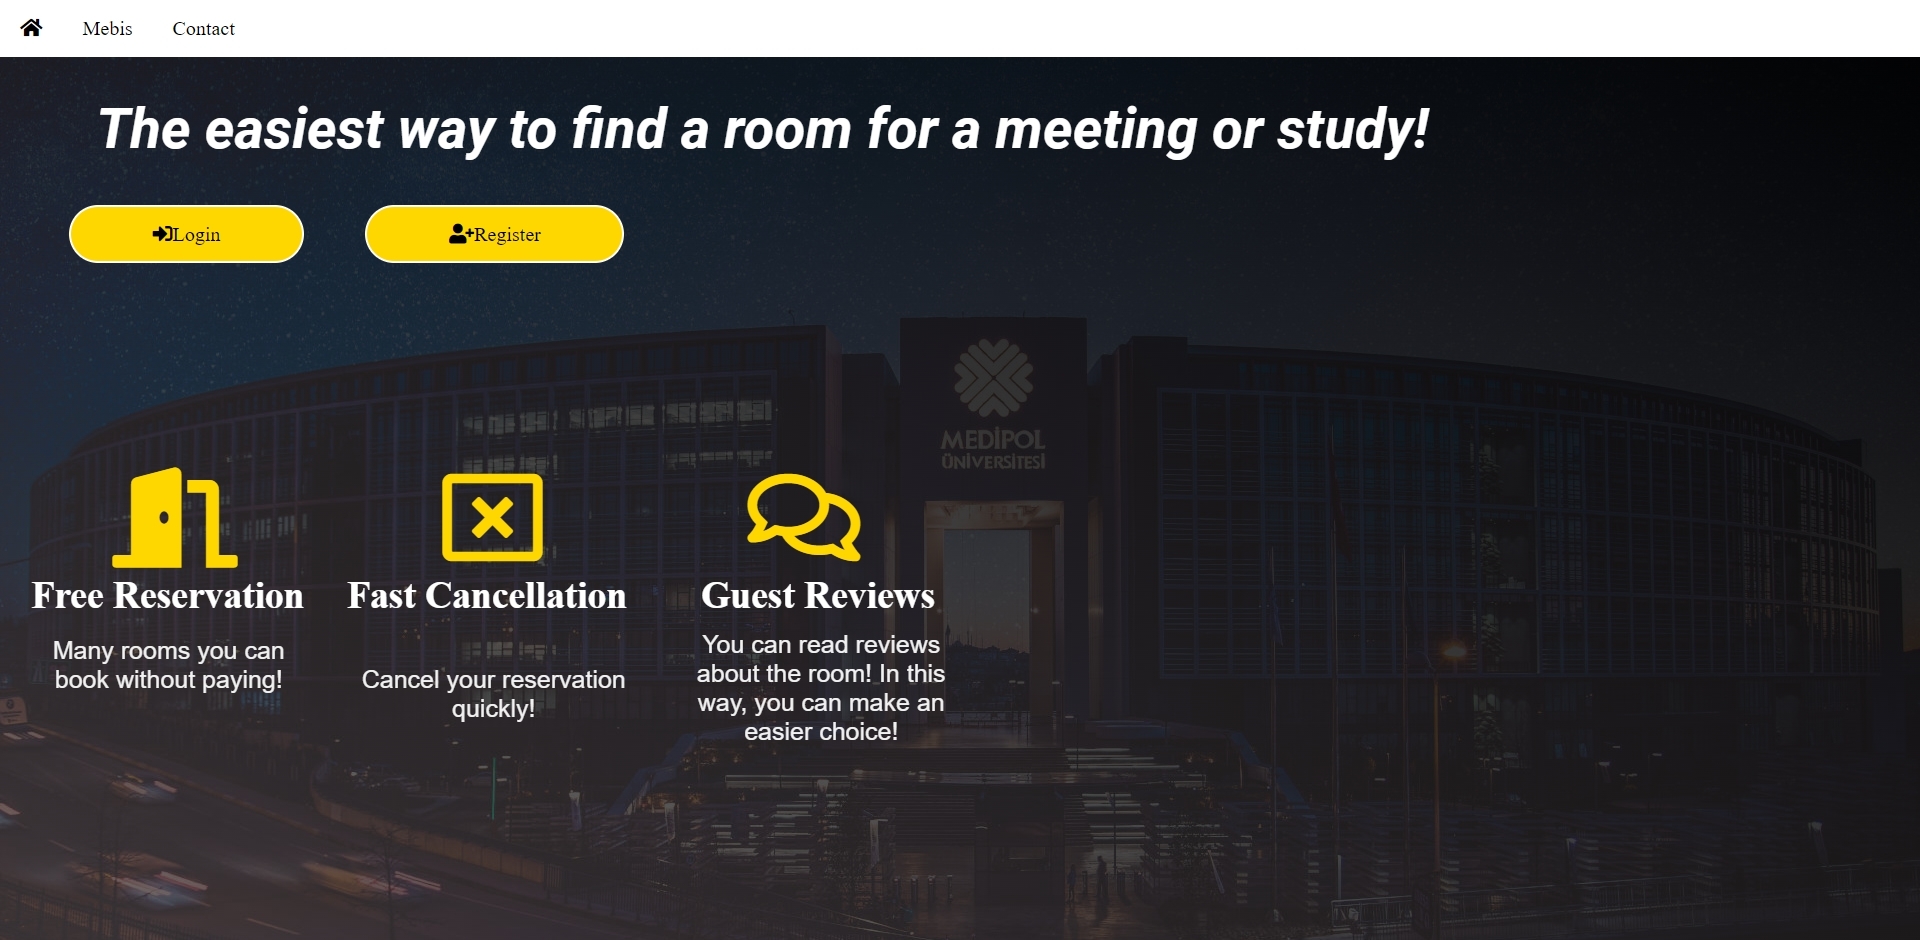 Mebis
Contact
The easiest way to find a room for a meeting or study!
Login
Register
MEDİPOL
ÜNİVERSİTESİ
Free Reservation
Many rooms you can
book without paying!
Fast Cancellation
Cancel your reservation
quickly!
Guest Reviews
You can read reviews
about the room! In this
way, you can make an
easier choice!